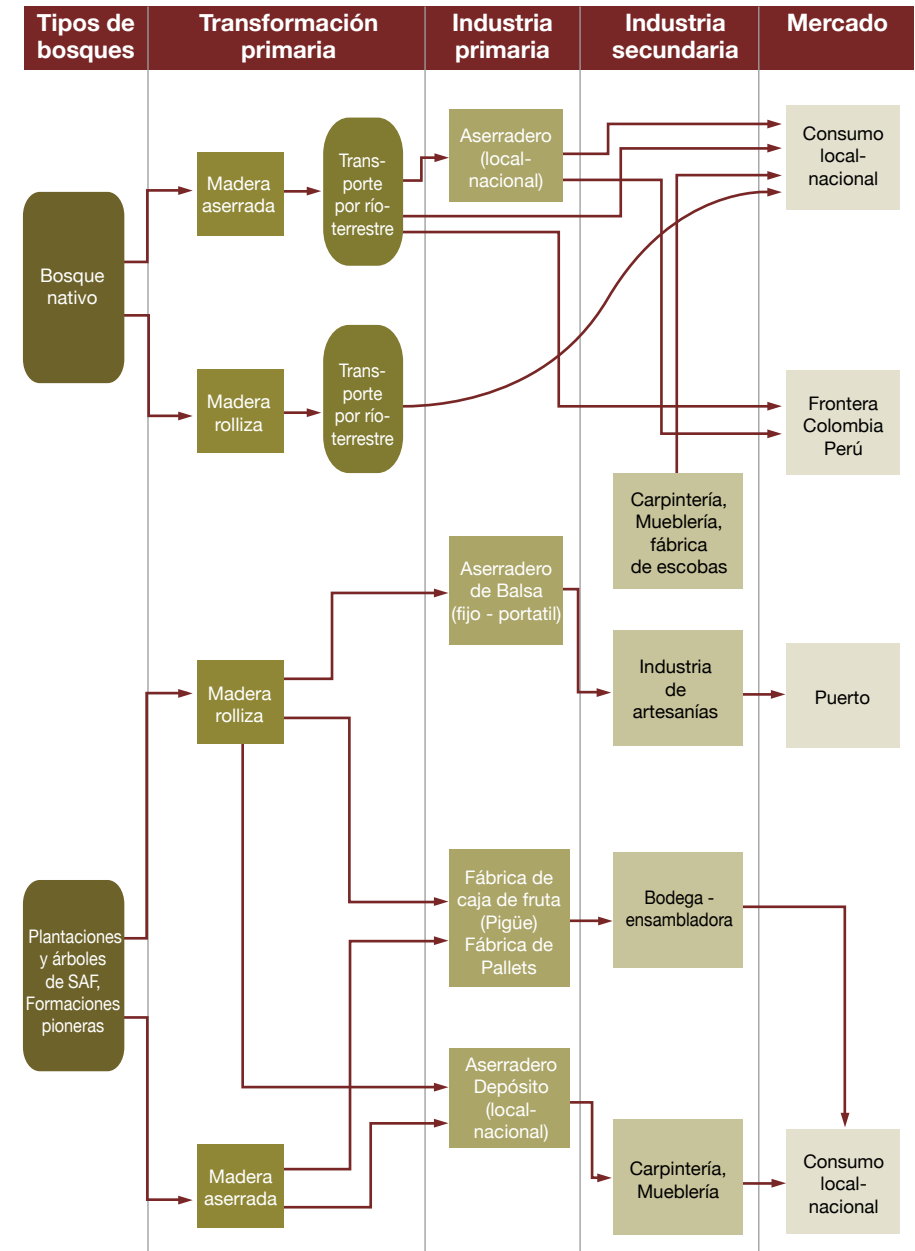 Tipos de
bosques
Transformación
primaria
Industria
primaria
Industria
secundaria
Mercado
Bosque
nativo
Madera
aserrada
Trans-
porte
por río-
terrestre
Aserradero
(local-
nacional)
Consumo
local-
nacional
Madera
rolliza
Trans-
porte
por río-
terrestre
Frontera
Colombia
Perú
Carpintería,
Mueblería,
fábrica
de escobas
Aserradero
de Balsa
(fijo - portatil)
Madera
rolliza
Industria
de
artesanías
Puerto
Plantaciones
y árboles
de SAF,
Formaciones
pioneras
Fábrica de
caja de fruta
(Pigüe)
Fábrica de
Pallets
Bodega -
ensambladora
Aserradero
Depósito
(local-
nacional)
Madera
aserrada
Carpintería,
Mueblería
Consumo
local-
nacional